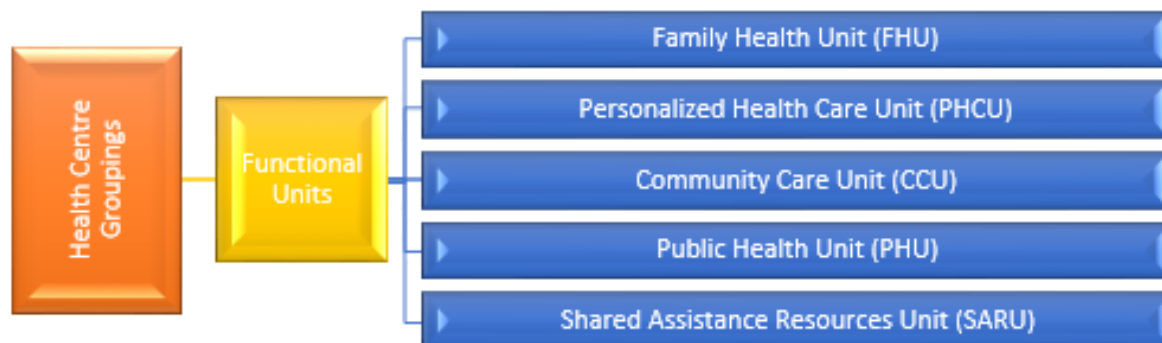 Health Centre
Groupings
Functional
Units
Family Health Unit (FHU)
Personalized Health Care Unit (PHCU)
Community Care Unit (CCU)
Public Health Unit (PHU)
Shared Assistance Resources Unit (SARU)